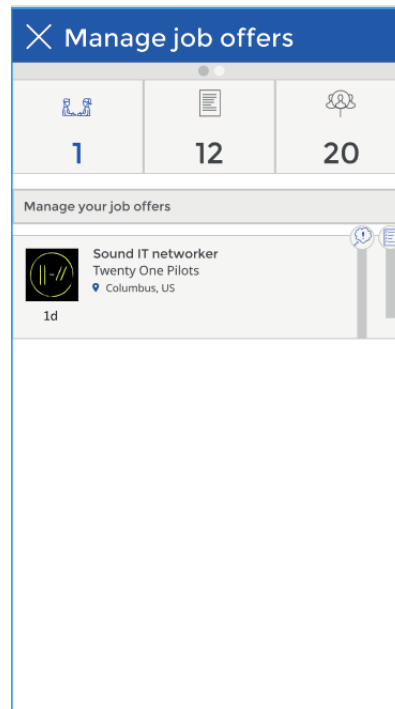 Manage job offers
1
12
20
Manage your job offers
Sound IT networker
Twenty One Pilots
Columbus, US
1d